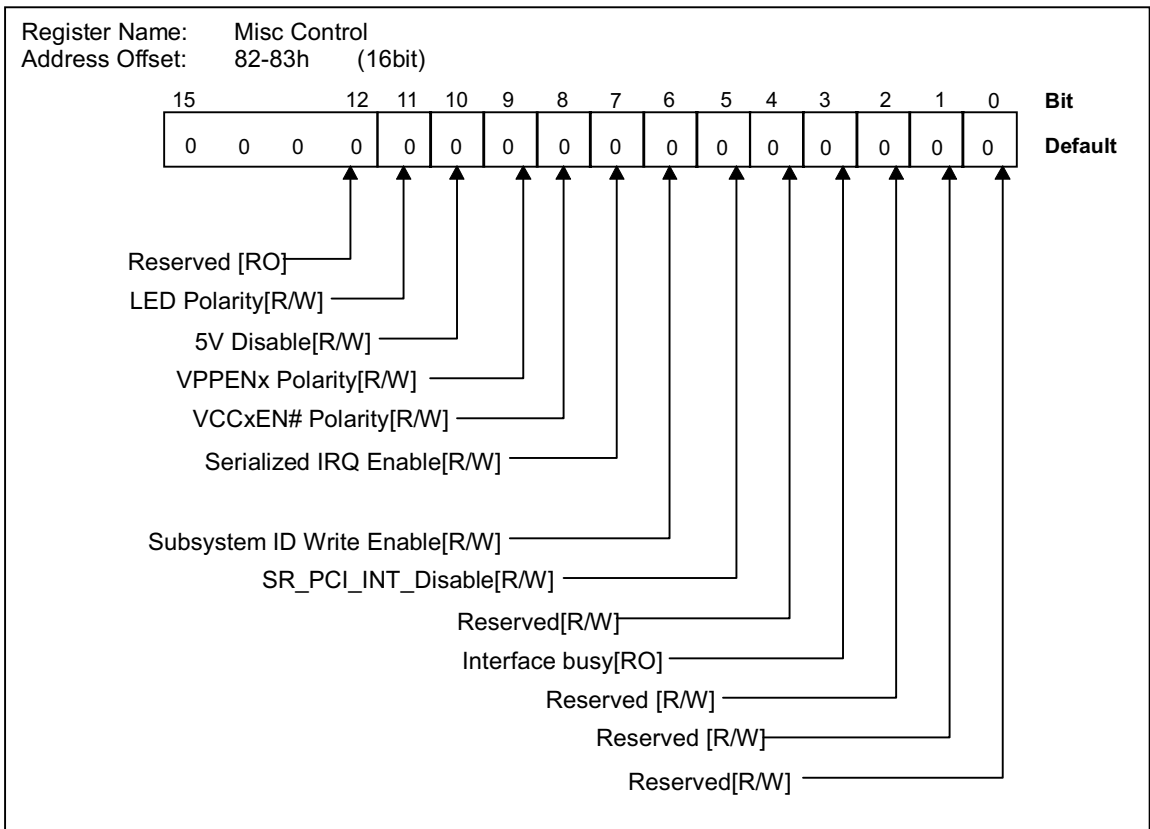 Register Name: Misc Control
Address Offset: 82-83h (16bit)
15 12 11 10 9 8 7 6 5 4 3 2 1 0 Bit
0 0 0 0 0 0 0 0 0 0 0 0 0 0 0 0 Default
Reserved [RO]
LED Polarity[R/W]
5V Disable[R/W]
VPPENx Polarity[R/W]
VCCxEN# Polarity[R/W]
Serialized IRQ Enable[R/W]
Subsystem ID Write Enable[R/W]
SR_PCI_INT_Disable[R/W]
Reserved[R/W]
Interface busy[RO]
Reserved [R/W]
Reserved [R/W]
Reserved[R/W]